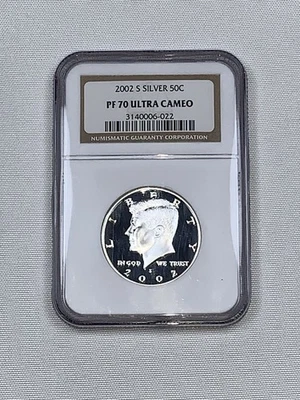 2002 S SILVER 50C
PF 70 ULTRA CAMEO
3140006-022
NUMISMATIC GUARANTY CORPORATION
LIBERTY
IN GOD WE TRUST
S
2002